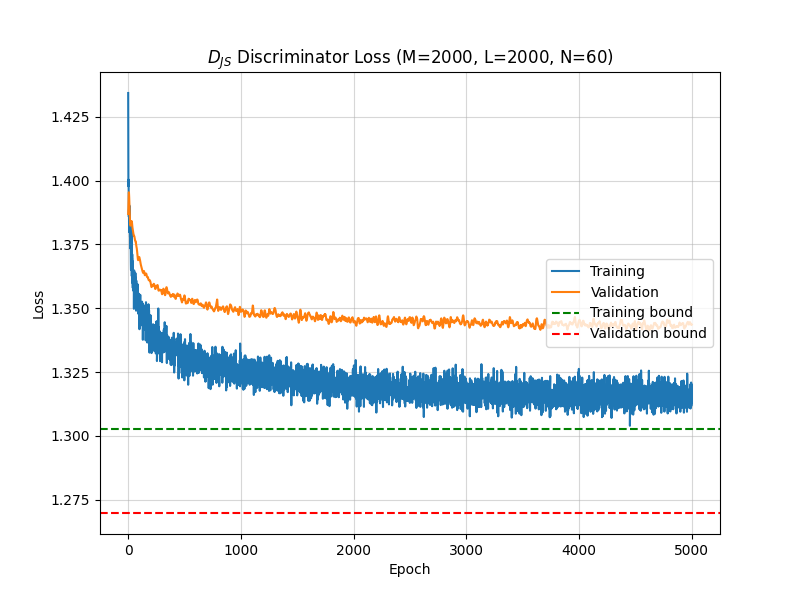 D_JS Discriminator Loss (M=2000, L=2000, N=60)
Loss
1.425
1.400
1.375
1.350
1.325
1.300
1.275
Training
Validation
Training bound
Validation bound
0 1000 2000 3000 4000 5000
Epoch